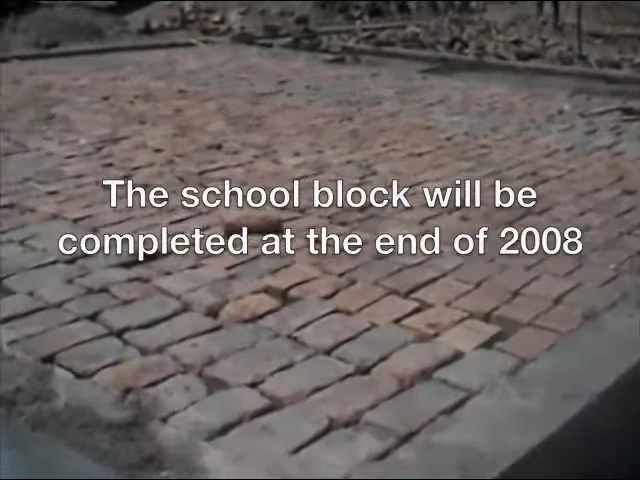 The school block will be
completed at the end of 2008